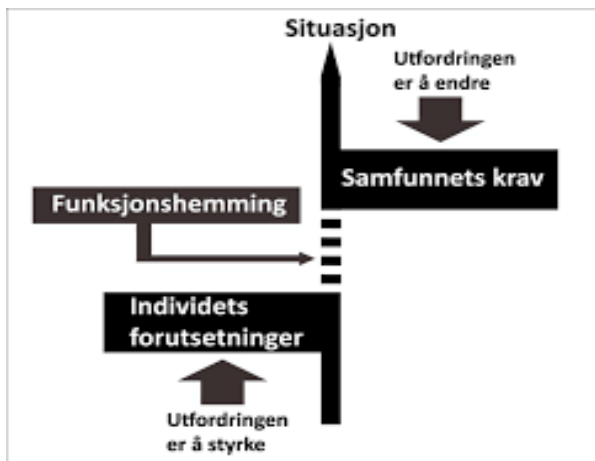 Situasjon
Utfordringen
er å endre
Samfunnets krav
Funksjonshemming
Individets
forutsetninger
Utfordringen
er å styrke